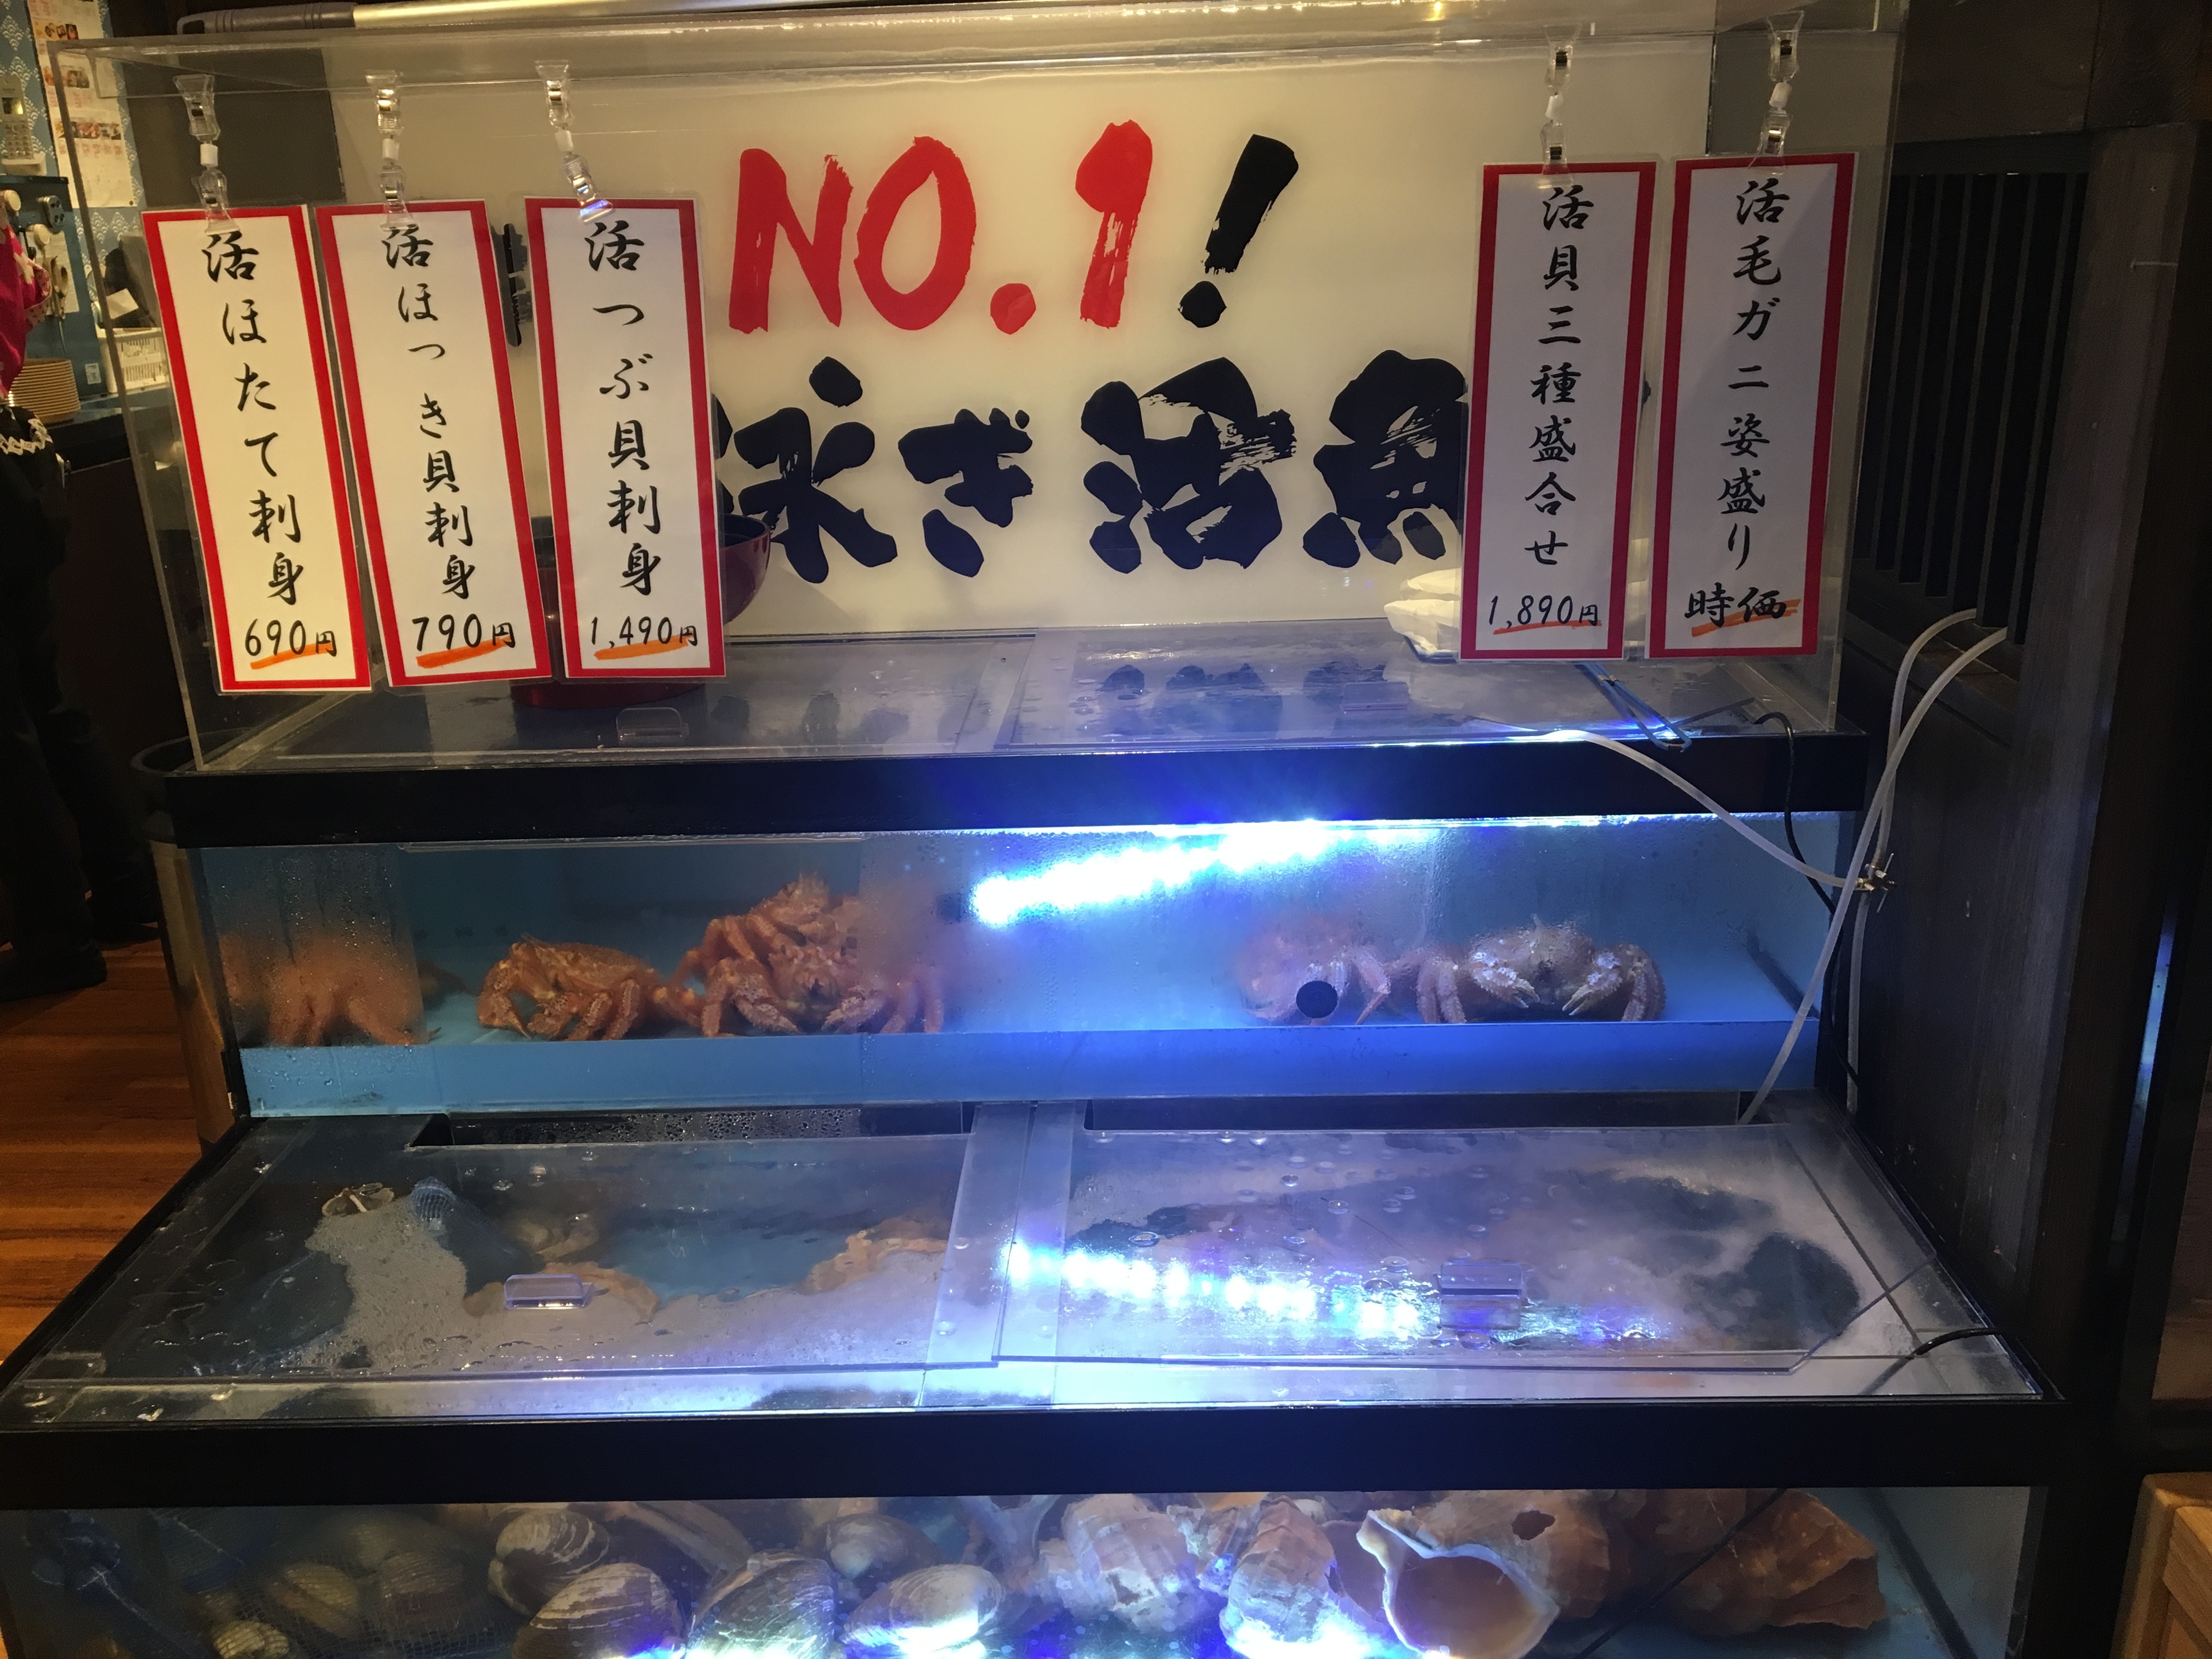 NO.1!
泳ぎ活魚
活ほたて刺身
690円
活ほっき貝刺身
790円
活つぶ貝刺身
1,490円
活貝三種盛合せ
1,890円
活毛ガニ姿盛り
時価